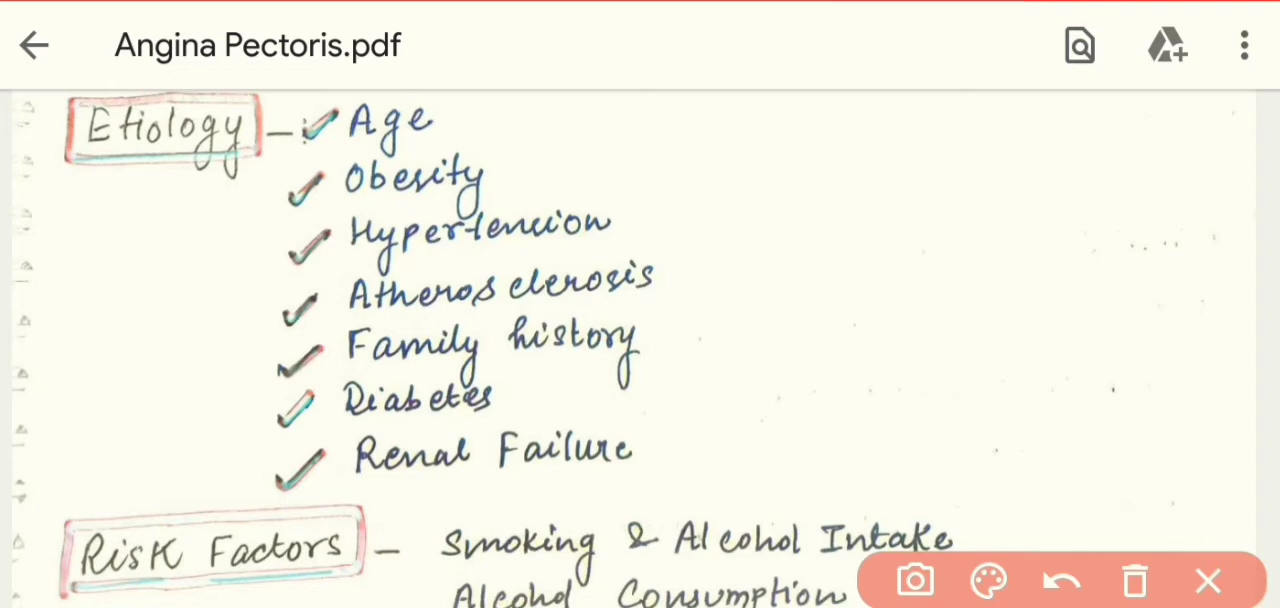 Angina Pectoris.pdf
Etiology - Age
Obesity
Hypertencion
Atherosclerosis
Family history
Diabetes
Renal Failure
Risk Factors - Smoking & Alcohol Intake
Alcohol Consumption